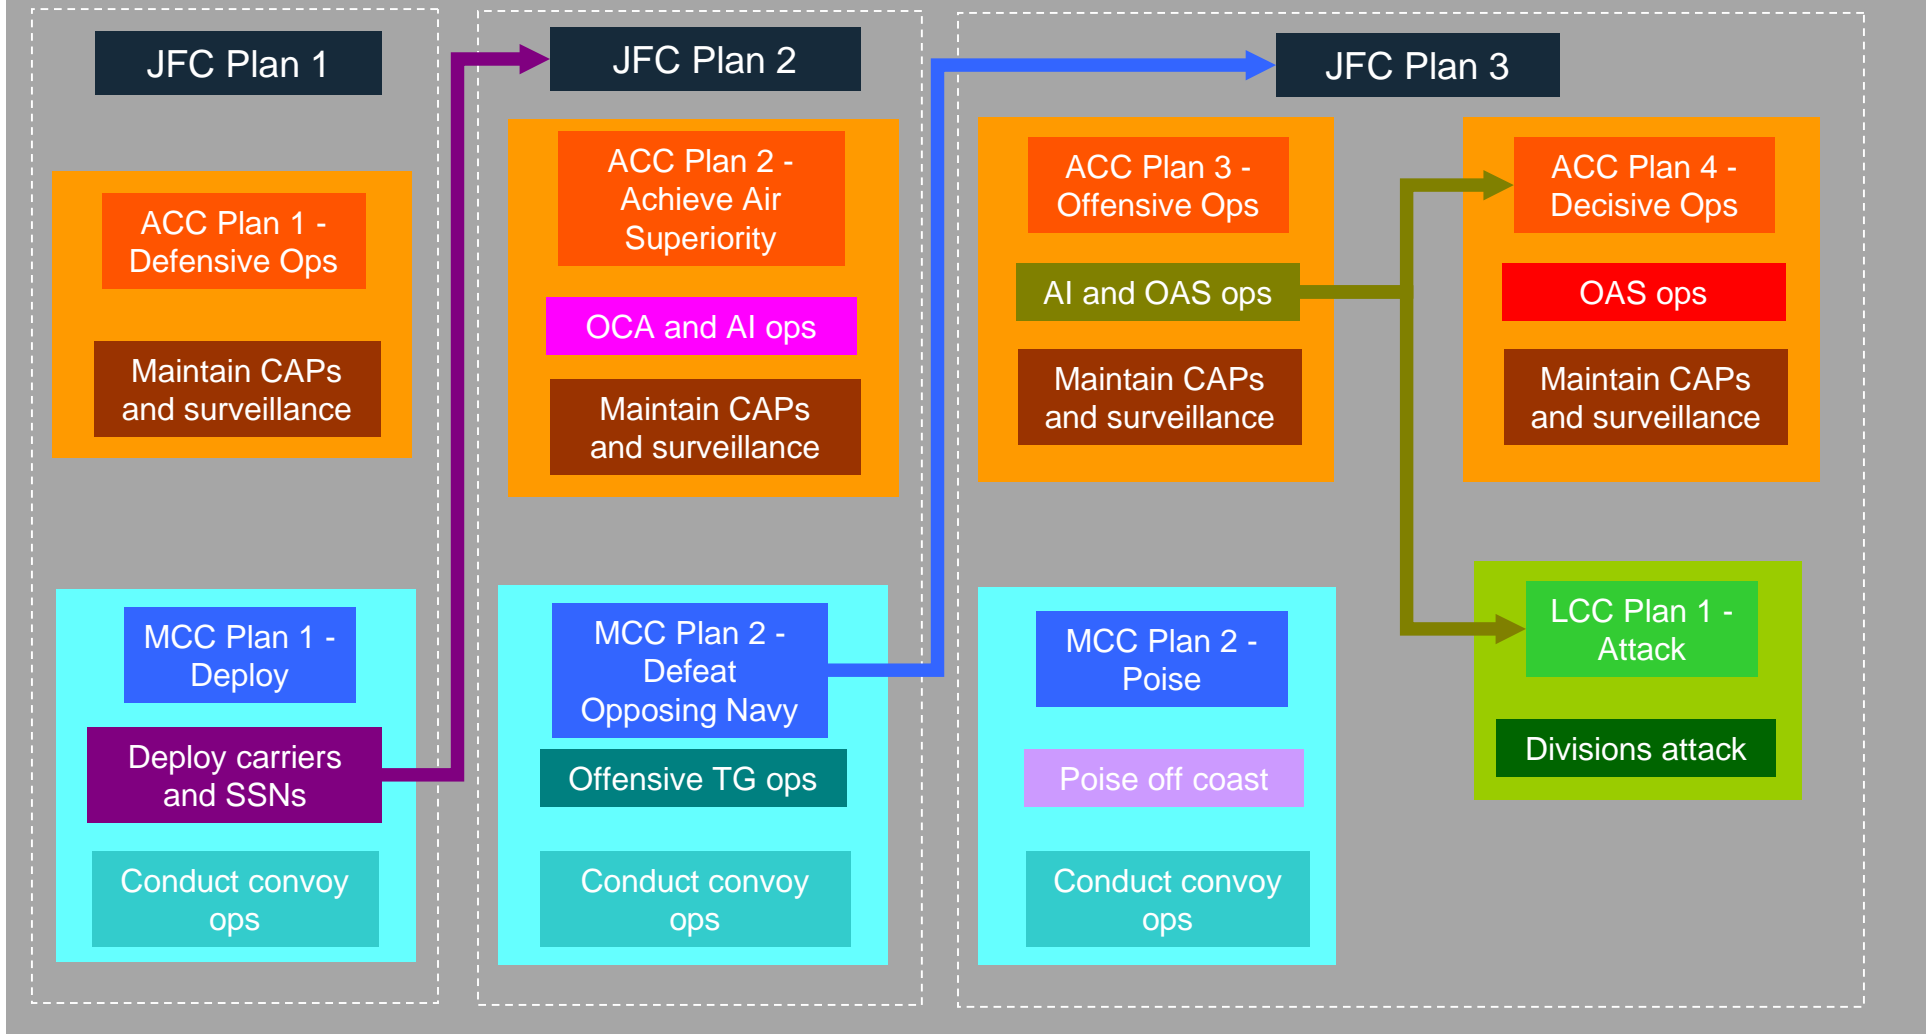 JFC Plan 1
ACC Plan 1 -
Defensive Ops
Maintain CAPs
and surveillance
MCC Plan 1 -
Deploy
Deploy carriers
and SSNs
Conduct convoy
ops
JFC Plan 2
ACC Plan 2 -
Achieve Air
Superiority
OCA and AI ops
Maintain CAPs
and surveillance
MCC Plan 2 -
Defeat
Opposing Navy
Offensive TG ops
Conduct convoy
ops
JFC Plan 3
ACC Plan 3 -
Offensive Ops
AI and OAS ops
Maintain CAPs
and surveillance
MCC Plan 2 -
Poise
Poise off coast
Conduct convoy
ops
ACC Plan 4 -
Decisive Ops
OAS ops
Maintain CAPs
and surveillance
LCC Plan 1 -
Attack
Divisions attack